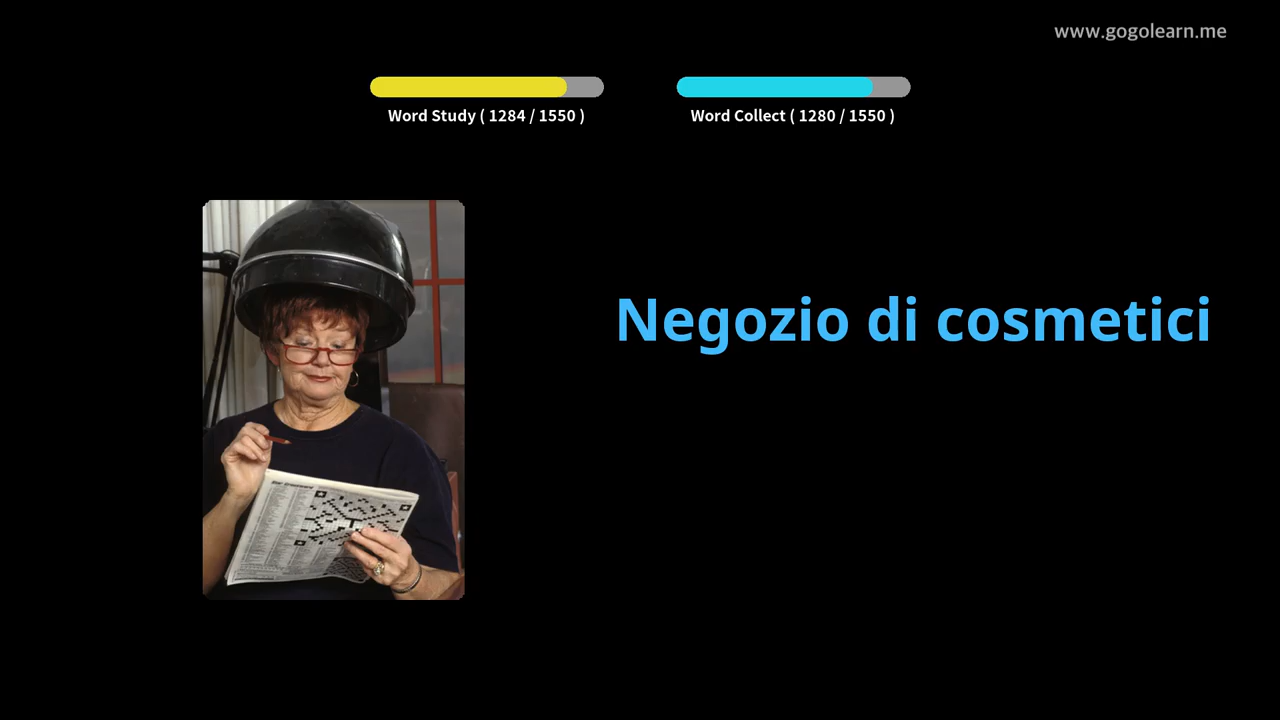 www.gogolearn.me
Word Study ( 1284 / 1550 )
Word Collect ( 1280 / 1550 )
Negozio di cosmetici